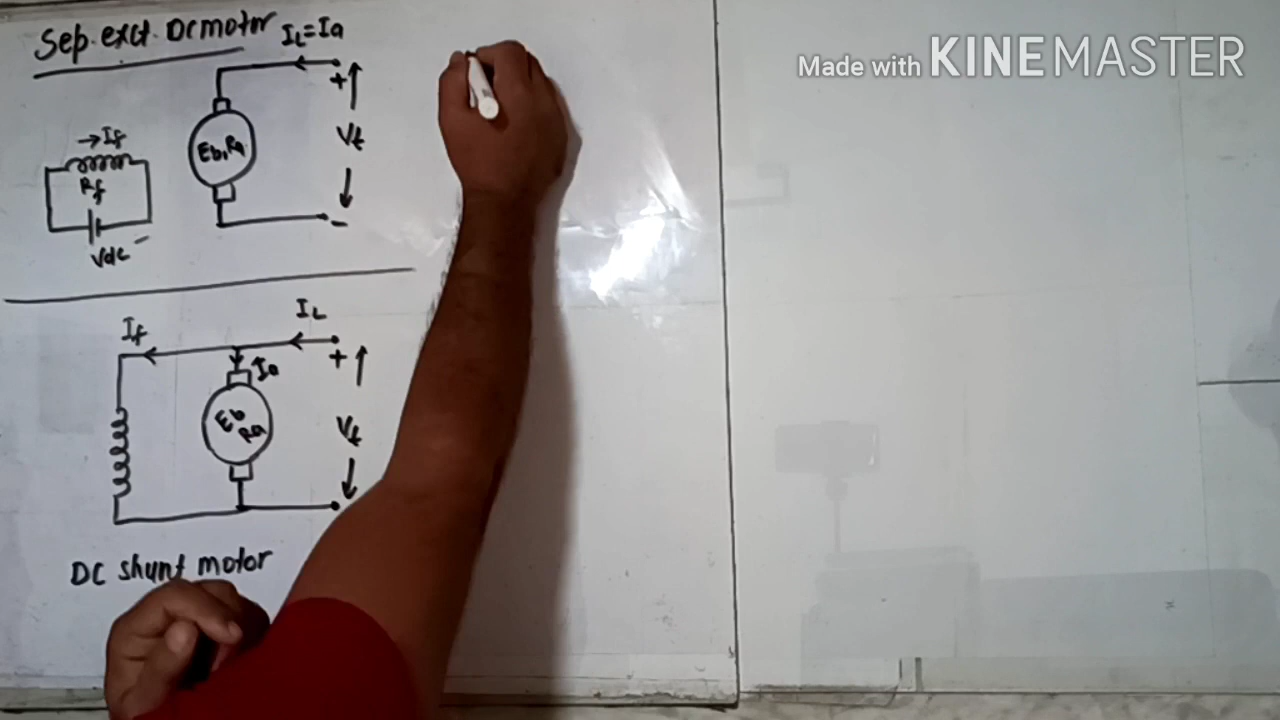 Sep. exct. DC motor
IL = Ia
+
→ If
Eb, Ra
Vt
Rf
-
Vdc
IL
If
+
Ia
Eb
Ra
Vt
DC shunt motor
Made with KINEMASTER